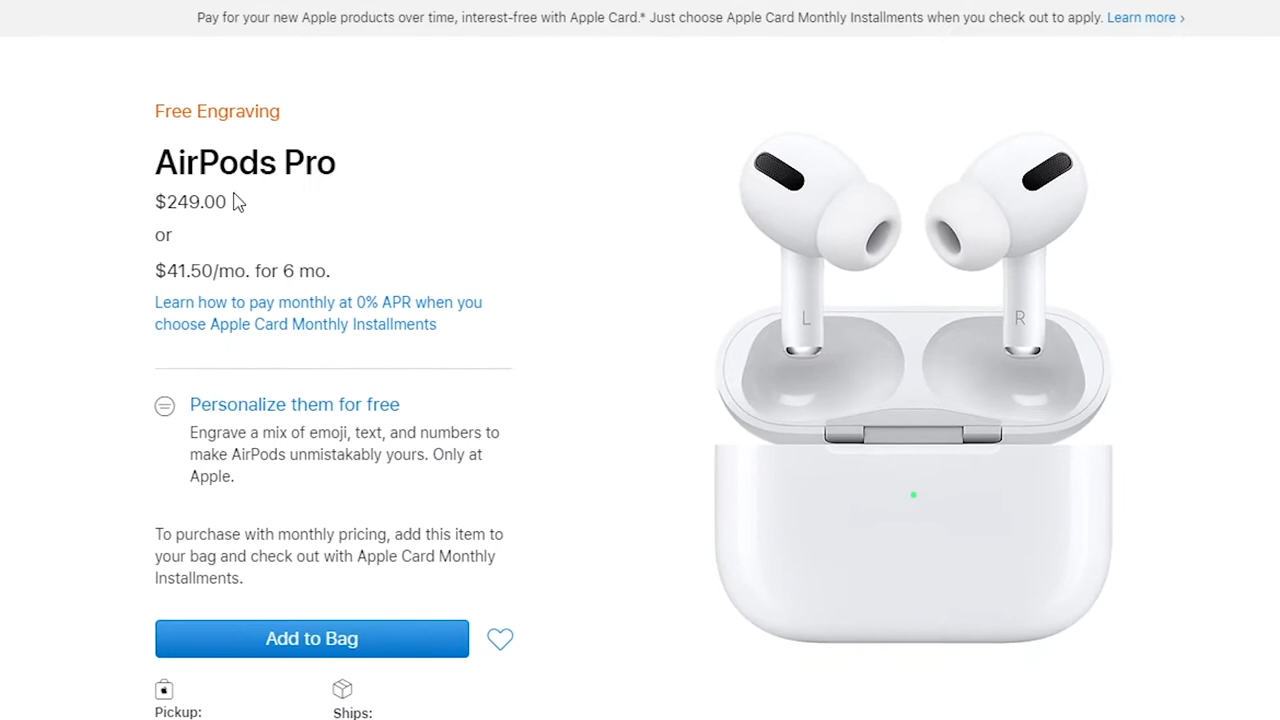 Pay for your new Apple products over time, interest-free with Apple Card.* Just choose Apple Card Monthly Installments when you check out to apply. Learn more ›
Free Engraving
AirPods Pro
$249.00
or
$41.50/mo. for 6 mo.
Learn how to pay monthly at 0% APR when you
choose Apple Card Monthly Installments
Personalize them for free
Engrave a mix of emoji, text, and numbers to
make AirPods unmistakably yours. Only at
Apple.
To purchase with monthly pricing, add this item to
your bag and check out with Apple Card Monthly
Installments.
Add to Bag
Pickup: Ships:
L R